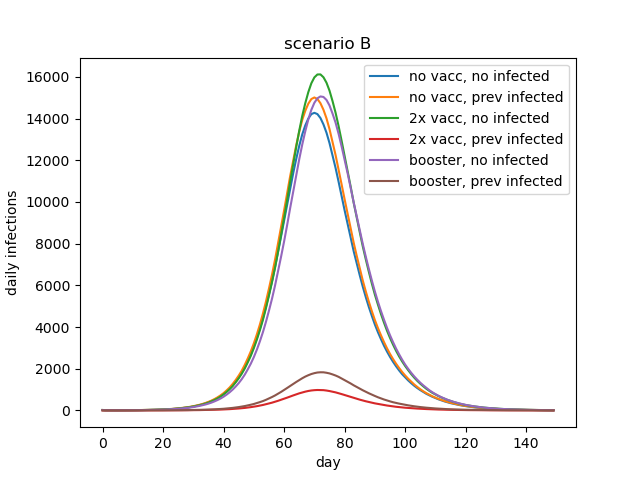 scenario B
daily infections
16000
14000
12000
10000
8000
6000
4000
2000
0
no vacc, no infected
no vacc, prev infected
2x vacc, no infected
2x vacc, prev infected
booster, no infected
booster, prev infected
0 20 40 60 80 100 120 140
day